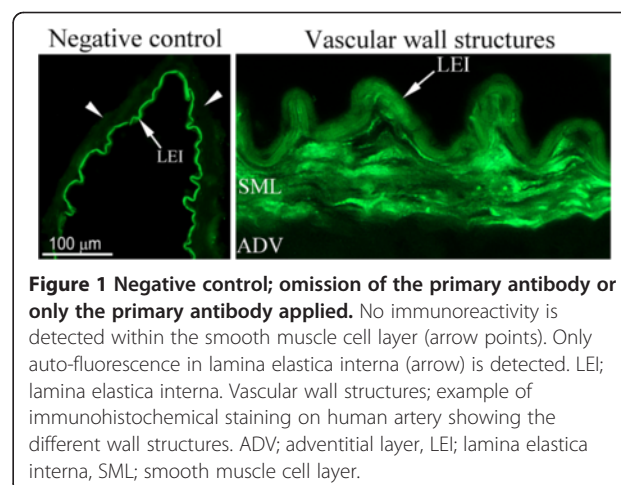 Negative control
Vascular wall structures
LEI
100 μm
LEI
SML
ADV
Figure 1 Negative control; omission of the primary antibody or
only the primary antibody applied. No immunoreactivity is
detected within the smooth muscle cell layer (arrow points). Only
auto-fluorescence in lamina elastica interna (arrow) is detected. LEI;
lamina elastica interna. Vascular wall structures; example of
immunohistochemical staining on human artery showing the
different wall structures. ADV; adventitial layer, LEI; lamina elastica
interna, SML; smooth muscle cell layer.